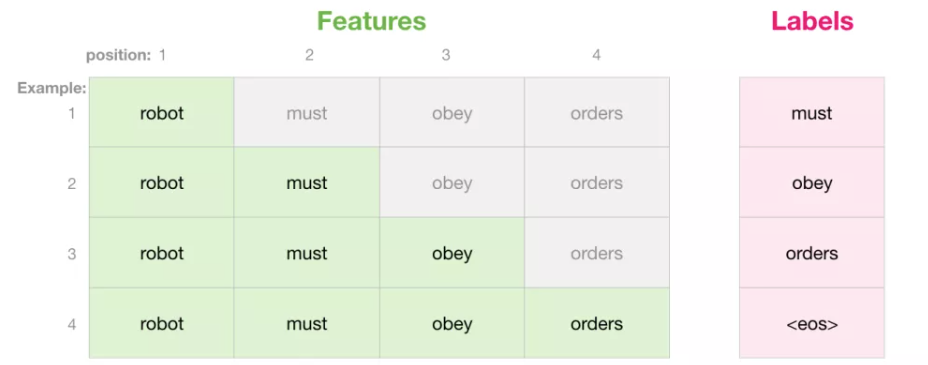 Features Labels
position: 1 2 3 4
Example:
1 robot must obey orders must
2 robot must obey orders obey
3 robot must obey orders orders
4 robot must obey orders <eos>